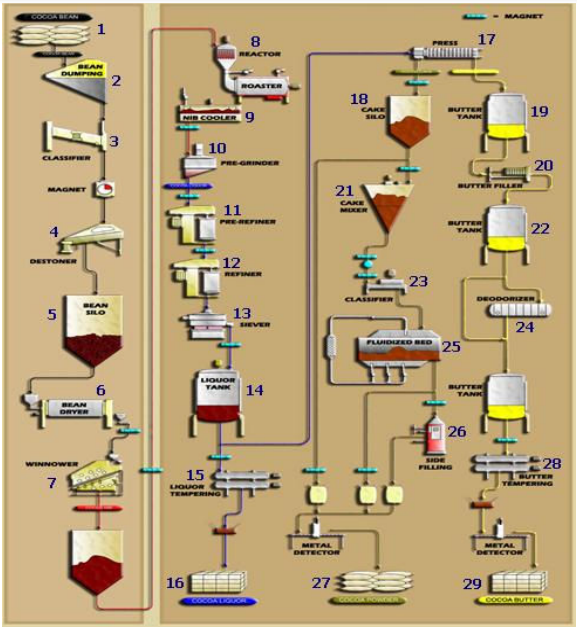 COCOA BEAN
1
BEAN
DUMPING
2
3
CLASSIFIER
MAGNET
4
DESTONER
BEAN
SILO
5
6
BEAN
DRYER
WINNOWER
7
8
REACTOR
ROASTER
NIB COOLER
9
10
PRE-GRINDER
11
PRE-REFINER
12
REFINER
13
SIEVER
LIQUOR
TANK
14
15
LIQUOR
TEMPERING
16
COCOA LIQUOR
= MAGNET
PRESS
17
18
CAKE
SILO
19
BUTTER
TANK
20
BUTTER FILLER
21
CAKE
MIXER
22
BUTTER
TANK
23
CLASSIFIER
DEODORIZER
24
FLUIDIZED BED
25
BUTTER
TANK
26
SIDE
FILLING
28
BUTTER
TEMPERING
METAL
DETECTOR
27
COCOA POWDER
METAL
DETECTOR
29
COCOA BUTTER